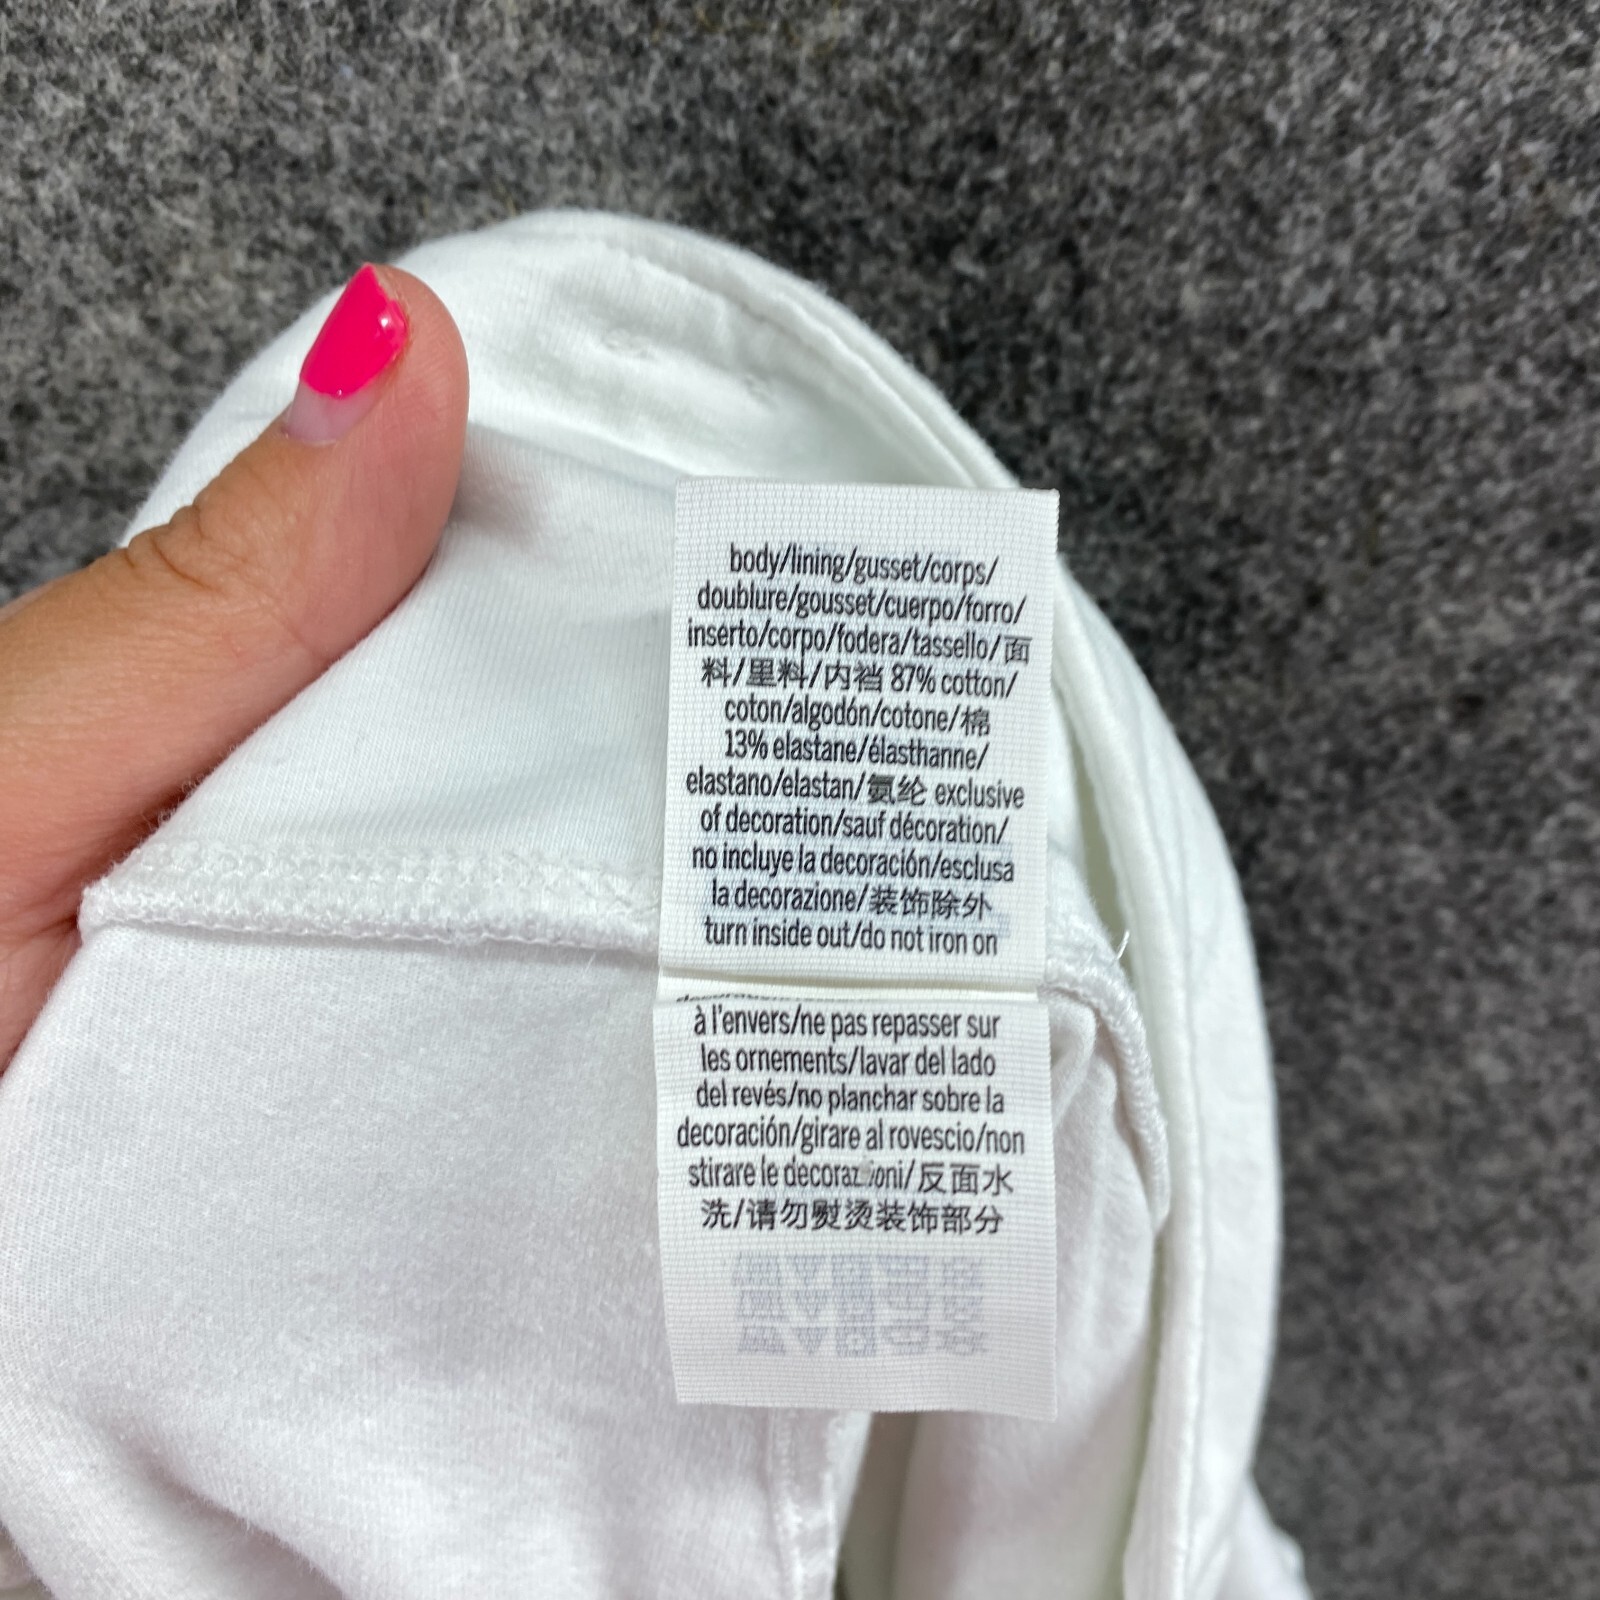 body/lining/gusset/corps/
doublure/gousset/cuerpo/forro/
inserto/corpo/fodera/tassello/面
料/里料/内裆 87% cotton/
coton/algodón/cotone/棉
13% elastane/élasthanne/
elastano/elastan/氨纶 exclusive
of decoration/sauf décoration/
no incluye la decoración/esclusa
la decorazione/装饰除外
turn inside out/do not iron on
à l'envers/ne pas repasser sur
les ornements/lavar del lado
del revés/no planchar sobre la
decoración/girare al rovescio/non
stirare le decorazioni/反面水
洗/请勿熨烫装饰部分